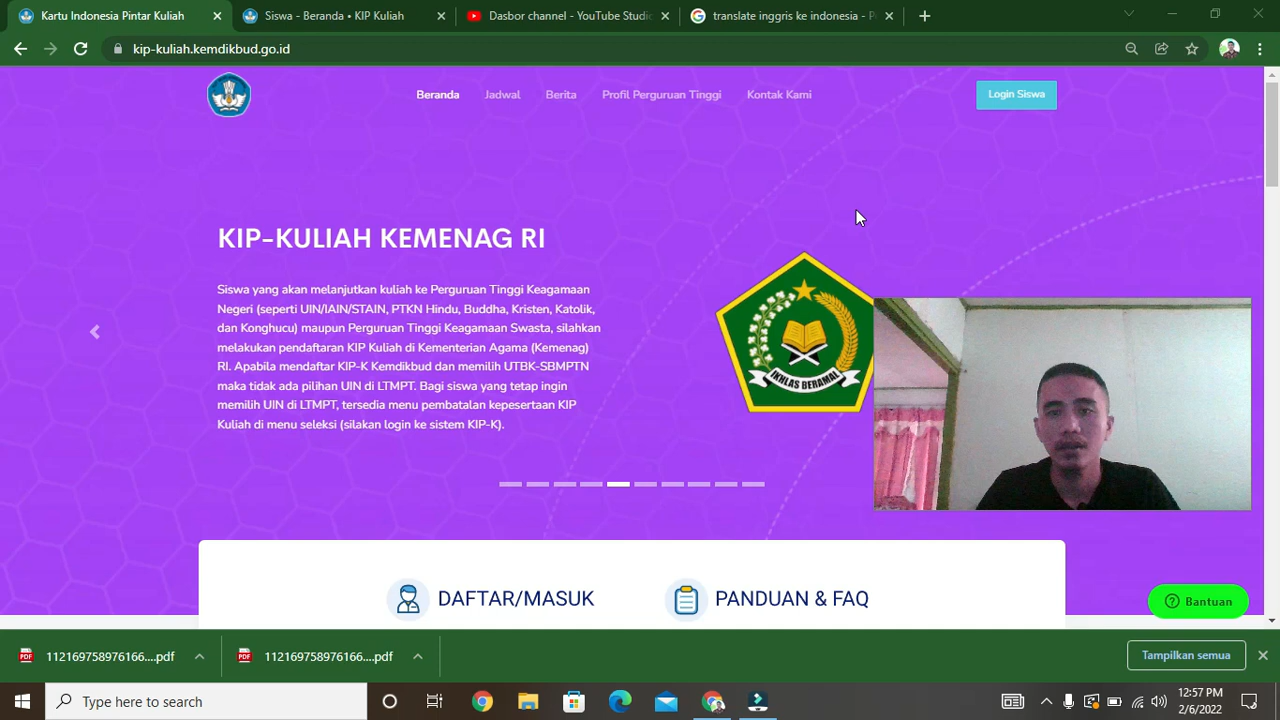 Kartu Indonesia Pintar Kuliah
Siswa - Beranda • KIP Kuliah
Dasbor channel - YouTube Studio
translate inggris ke indonesia - P
kip-kuliah.kemdikbud.go.id
Beranda
Jadwal
Berita
Profil Perguruan Tinggi
Kontak Kami
Login Siswa
KIP-KULIAH KEMENAG RI
Siswa yang akan melanjutkan kuliah ke Perguruan Tinggi Keagamaan
Negeri (seperti UIN/IAIN/STAIN, PTKN Hindu, Buddha, Kristen, Katolik,
dan Konghucu) maupun Perguruan Tinggi Keagamaan Swasta, silahkan
melakukan pendaftaran KIP Kuliah di Kementerian Agama (Kemenag)
RI. Apabila mendaftar KIP-K Kemdikbud dan memilih UTBK-SBMPTN
maka tidak ada pilihan UIN di LTMPT. Bagi siswa yang tetap ingin
memilih UIN di LTMPT, tersedia menu pembatalan kepesertaan KIP
Kuliah di menu seleksi (silakan login ke sistem KIP-K).
IKHLAS BERAMAL
DAFTAR/MASUK
PANDUAN & FAQ
Bantuan
PDF
112169758976166....pdf
PDF
112169758976166....pdf
Tampilkan semua
Type here to search
12:57 PM
2/6/2022